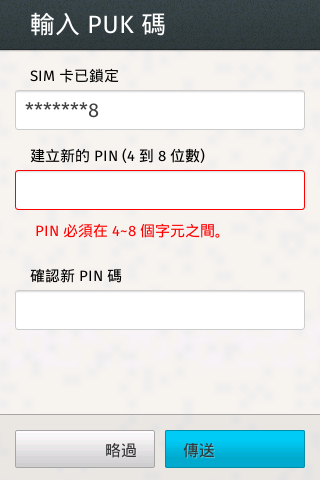 輸入 PUK 碼
SIM 卡已鎖定
*******8
建立新的 PIN (4 到 8 位數)
PIN 必須在 4~8 個字元之間。
確認新 PIN 碼
略過
傳送